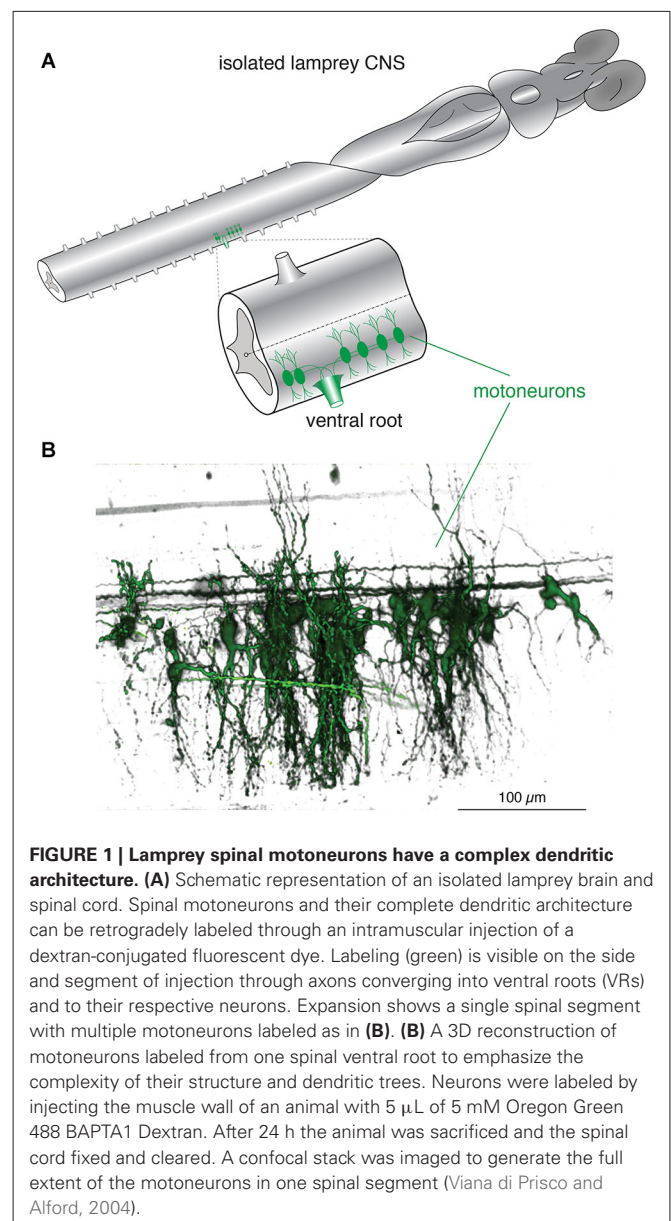 A
isolated lamprey CNS
motoneurons
ventral root
B
100 µm
FIGURE 1 | Lamprey spinal motoneurons have a complex dendritic
architecture. (A) Schematic representation of an isolated lamprey brain and
spinal cord. Spinal motoneurons and their complete dendritic architecture
can be retrogradely labeled through an intramuscular injection of a
dextran-conjugated fluorescent dye. Labeling (green) is visible on the side
and segment of injection through axons converging into ventral roots (VRs)
and to their respective neurons. Expansion shows a single spinal segment
with multiple motoneurons labeled as in (B). (B) A 3D reconstruction of
motoneurons labeled from one spinal ventral root to emphasize the
complexity of their structure and dendritic trees. Neurons were labeled by
injecting the muscle wall of an animal with 5 µL of 5 mM Oregon Green
488 BAPTA1 Dextran. After 24 h the animal was sacrificed and the spinal
cord fixed and cleared. A confocal stack was imaged to generate the full
extent of the motoneurons in one spinal segment (Viana di Prisco and
Alford, 2004).